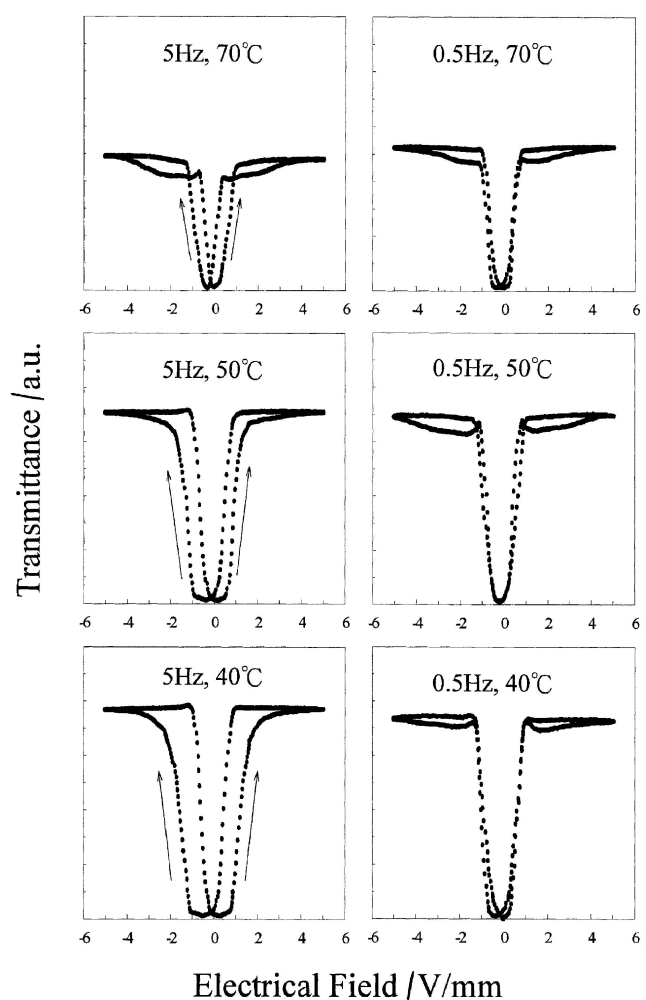 5Hz, 70℃
0.5Hz, 70℃
-6 -4 -2 0 2 4 6
-6 -4 -2 0 2 4 6
5Hz, 50℃
0.5Hz, 50℃
-6 -4 -2 0 2 4 6
-6 -4 -2 0 2 4 6
Transmittance /a.u.
5Hz, 40℃
0.5Hz, 40℃
-6 -4 -2 0 2 4 6
-6 -4 -2 0 2 4 6
Electrical Field /V/mm